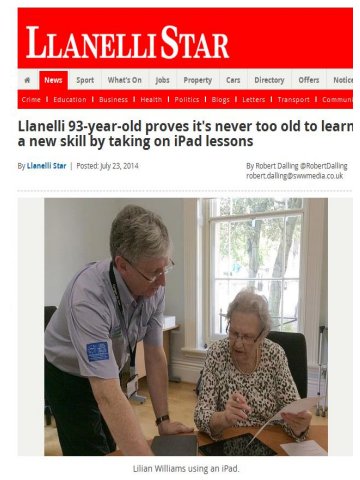 LLANELLI STAR
News Sport What's On Jobs Property Cars Directory Offers Notice
Crime | Education | Business | Health | Politics | Blogs | Letters | Transport | Commun
Llanelli 93-year-old proves it's never too old to learn
a new skill by taking on iPad lessons
By Llanelli Star | Posted: July 23, 2014
By Robert Dalling @RobertDalling
robert.dalling@swwmedia.co.uk
Lilian Williams using an iPad.